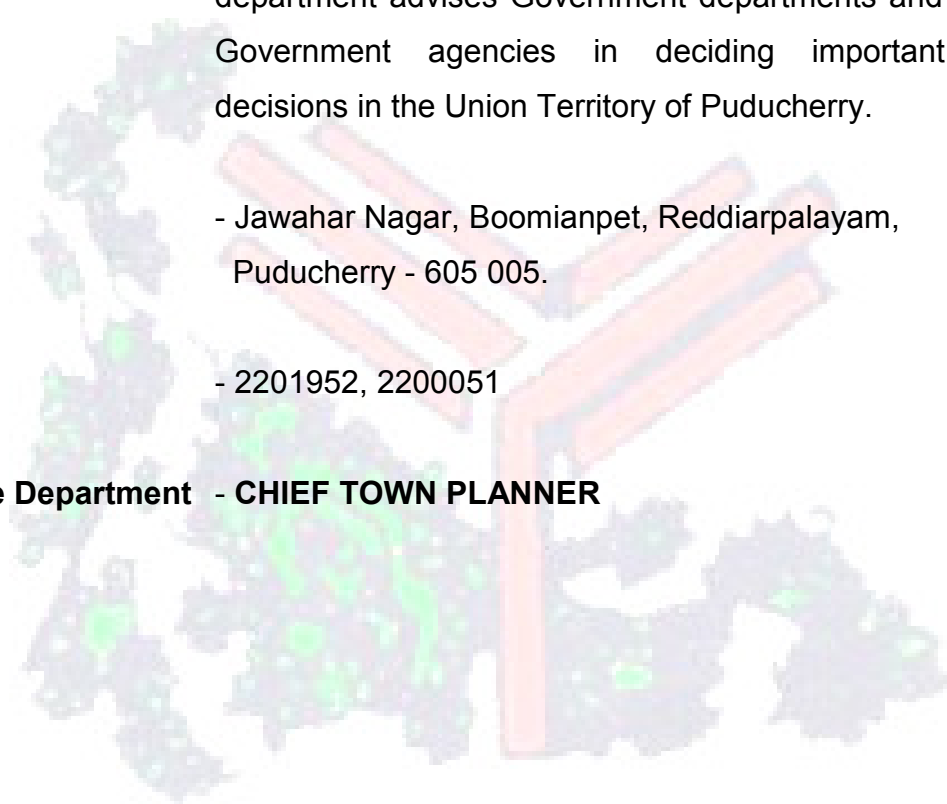 department advises Government departments and
Government agencies in deciding important
decisions in the Union Territory of Puducherry.
- Jawahar Nagar, Boomianpet, Reddiarpalayam,
Puducherry - 605 005.
- 2201952, 2200051
e Department - CHIEF TOWN PLANNER